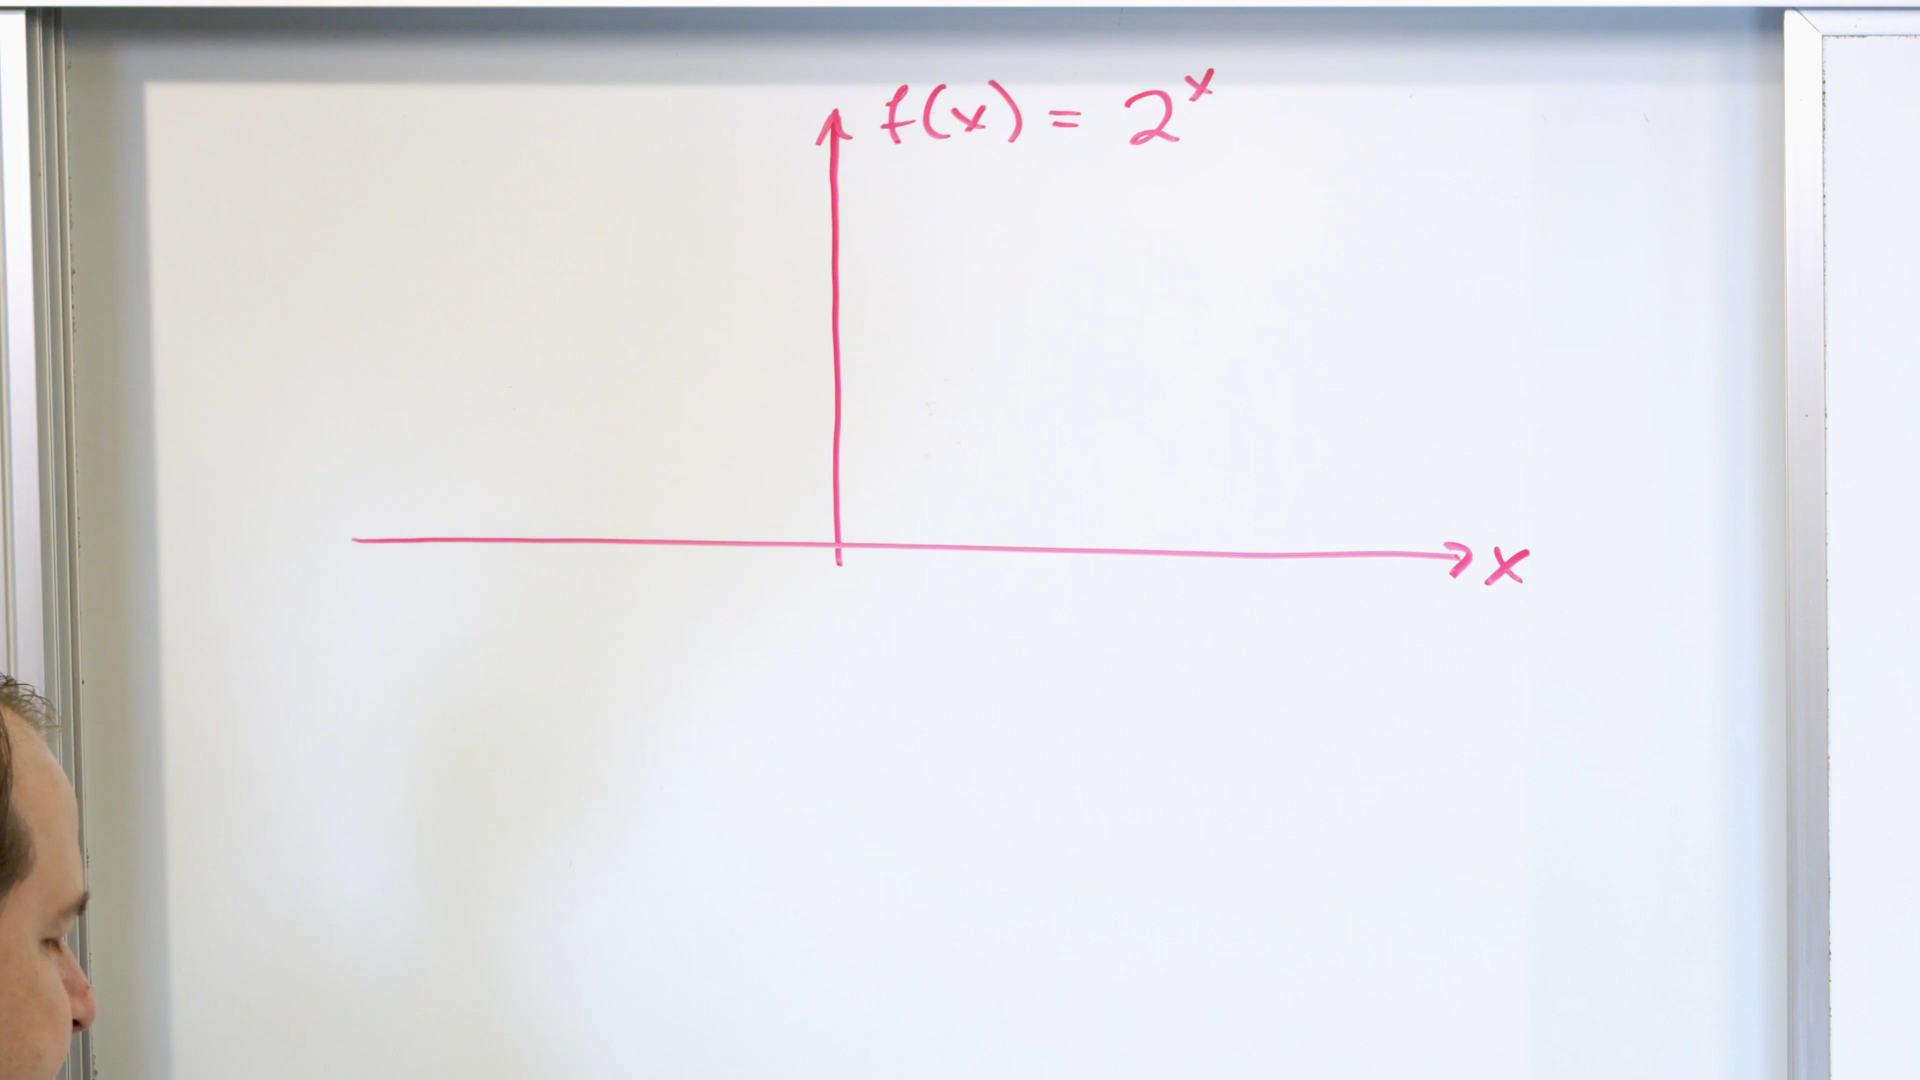 f(x) = 2^x
x